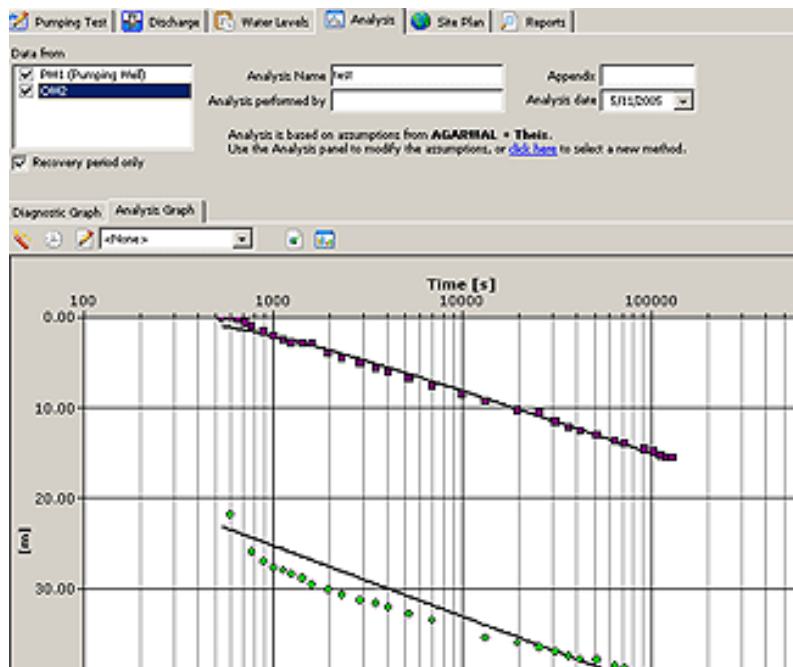 Pumping Test Discharge Water Levels Analysis Site Plan Reports
Data from
PW1 (Pumping Well)
OW2
Recovery period only
Analysis Name test Appendix
Analysis performed by Analysis date 5/11/2005
Analysis is based on assumptions from AGARWAL + Theis.
Use the Analysis panel to modify the assumptions, or click here to select a new method.
Diagnostic Graph Analysis Graph
<None>
Time [s]
100 1000 10000 100000
0.00
10.00
20.00
[m]
30.00